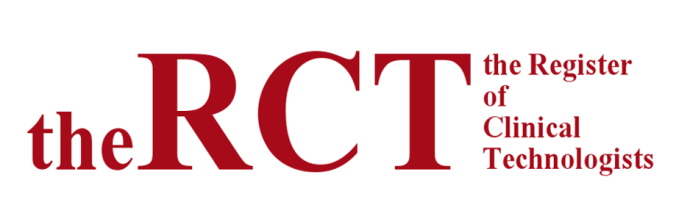 theRCT
the Register
of
Clinical
Technologists